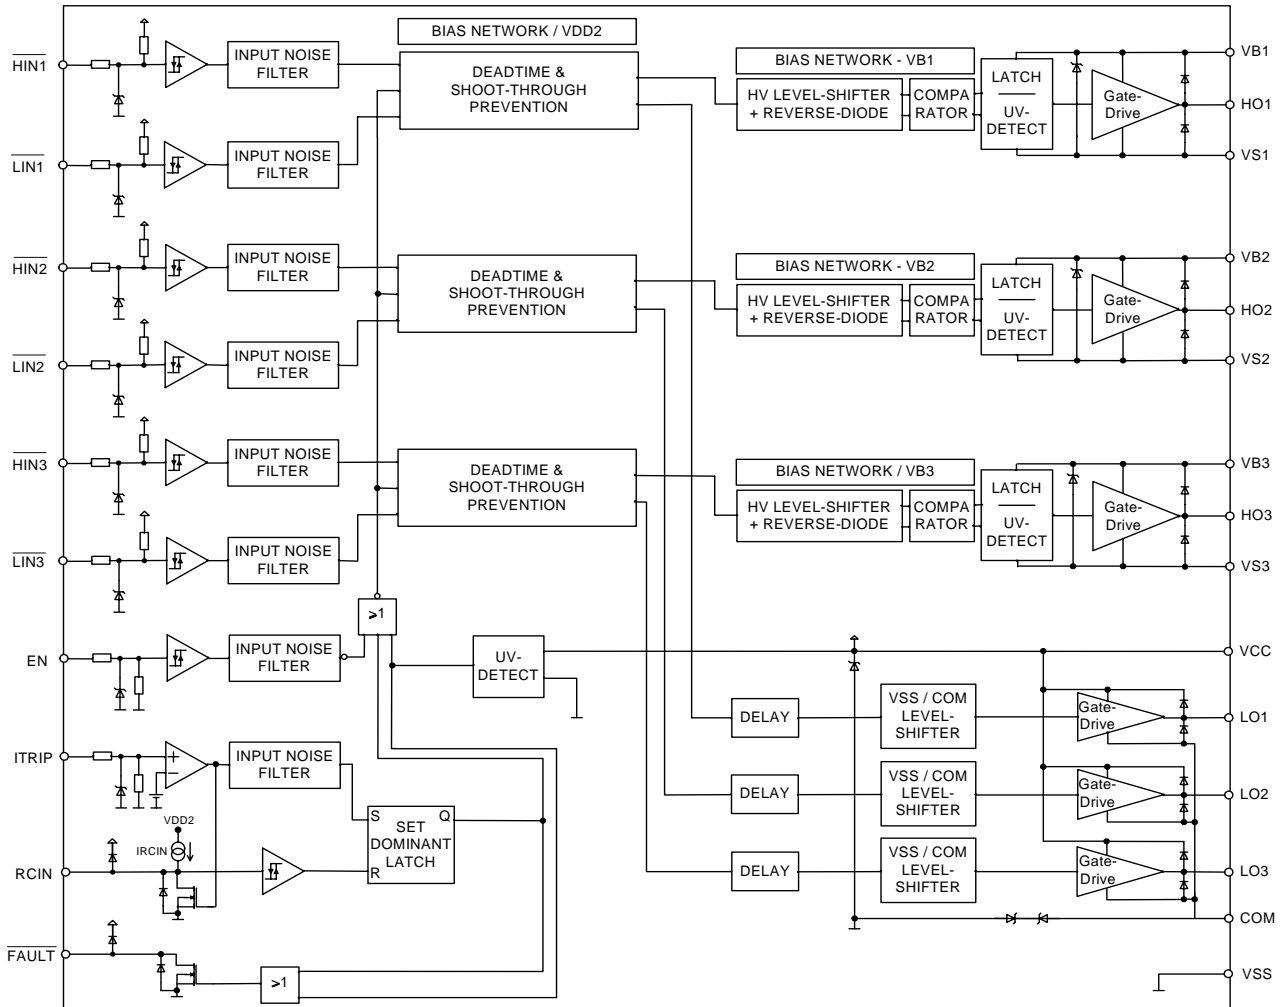 BIAS NETWORK / VDD2
HIN1
INPUT NOISE
FILTER
DEADTIME &
SHOOT-THROUGH
PREVENTION
BIAS NETWORK - VB1
HV LEVEL-SHIFTER
+ REVERSE-DIODE
COMPA
RATOR
LATCH
UV-
DETECT
Gate-
Drive
VB1
HO1
VS1
LIN1
INPUT NOISE
FILTER
HIN2
INPUT NOISE
FILTER
DEADTIME &
SHOOT-THROUGH
PREVENTION
BIAS NETWORK - VB2
HV LEVEL-SHIFTER
+ REVERSE-DIODE
COMPA
RATOR
LATCH
UV-
DETECT
Gate-
Drive
VB2
HO2
VS2
LIN2
INPUT NOISE
FILTER
HIN3
INPUT NOISE
FILTER
DEADTIME &
SHOOT-THROUGH
PREVENTION
BIAS NETWORK / VB3
HV LEVEL-SHIFTER
+ REVERSE-DIODE
COMPA
RATOR
LATCH
UV-
DETECT
Gate-
Drive
VB3
HO3
VS3
LIN3
INPUT NOISE
FILTER
≥1
EN
INPUT NOISE
FILTER
UV-
DETECT
VCC
DELAY
VSS / COM
LEVEL-
SHIFTER
Gate-
Drive
LO1
ITRIP
+
−
INPUT NOISE
FILTER
DELAY
VSS / COM
LEVEL-
SHIFTER
Gate-
Drive
LO2
S
Q
SET
DOMINANT
LATCH
R
VDD2
IRCIN
RCIN
DELAY
VSS / COM
LEVEL-
SHIFTER
Gate-
Drive
LO3
COM
FAULT
≥1
VSS